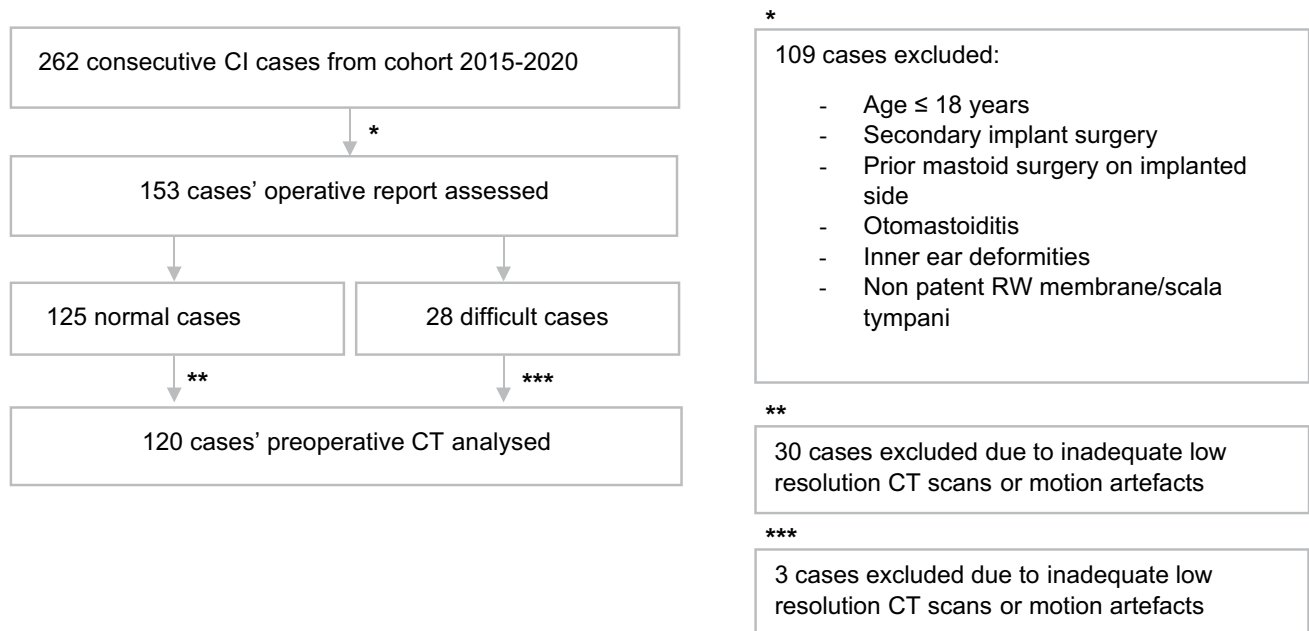 262 consecutive CI cases from cohort 2015-2020
*
153 cases’ operative report assessed
125 normal cases
28 difficult cases
**
***
120 cases’ preoperative CT analysed
*
109 cases excluded:
- Age ≤ 18 years
- Secondary implant surgery
- Prior mastoid surgery on implanted
side
- Otomastoiditis
- Inner ear deformities
- Non patent RW membrane/scala
tympani
**
30 cases excluded due to inadequate low
resolution CT scans or motion artefacts
***
3 cases excluded due to inadequate low
resolution CT scans or motion artefacts